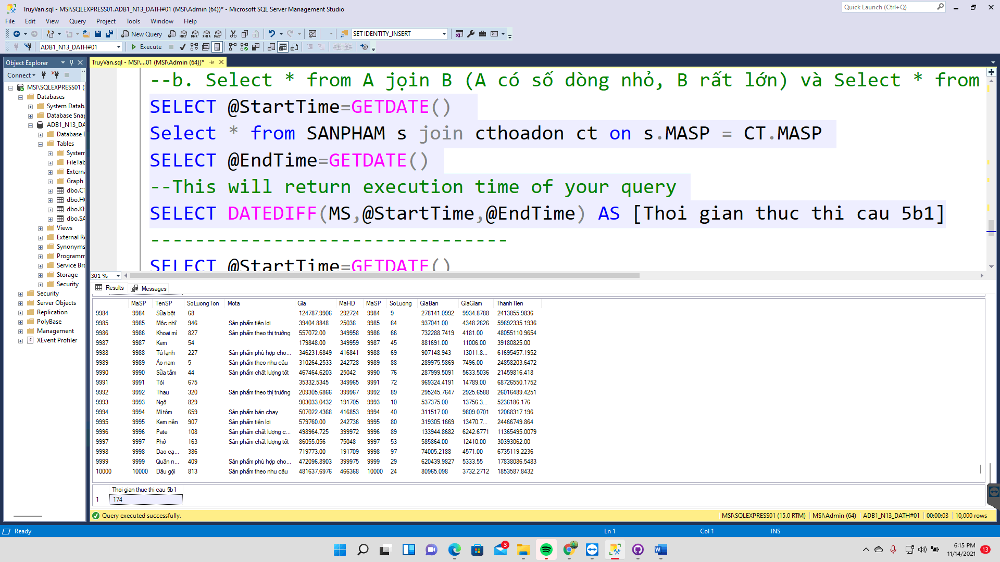 TruyVan.sql - MSI\SQLEXPRESS01.ADB1_N13_DATH#01 (MSI\Admin (64))* - Microsoft SQL Server Management Studio
Quick Launch (Ctrl+Q)
File Edit View Query Project Tools Window Help
New Query
MDX DMX XMLA DAX
SET IDENTITY_INSERT
ADB1_N13_DATH#01
Execute
Object Explorer
TruyVan.sql - MSI\...01 (MSI\Admin (64))*
Connect
MSI\SQLEXPRESS01 (
Databases
System Datab
Database Snap
ADB1_N13_DA
Database D
Tables
System
FileTab
Externa
Graph
dbo.CT
dbo.HO
dbo.KH
dbo.SA
Views
External Re
Synonyms
Programm
Service Bro
Storage
Security
Security
Server Objects
Replication
PolyBase
Management
XEvent Profiler
--b. Select * from A join B (A có số dòng nhỏ, B rất lớn) và Select * from
SELECT @StartTime=GETDATE()
Select * from SANPHAM s join cthoadon ct on s.MASP = CT.MASP
SELECT @EndTime=GETDATE()
--This will return execution time of your query
SELECT DATEDIFF(MS,@StartTime,@EndTime) AS [Thoi gian thuc thi cau 5b1]
--------------------------------
SELECT @StartTime=GETDATE()
301 %
Results Messages
MaSP TenSP SoLuongTon Mota Gia MaHD MaSP SoLuong GiaBan GiaGiam ThanhTien
9984 9984 Sữa bột 68 124787.9906 292724 9984 9 278141.0992 9934.8788 2413855.9836
9985 9985 Mộc nhĩ 946 Sản phẩm tiện lợi 39404.8848 25036 9985 64 937041.00 4348.2626 59692335.1936
9986 9986 Khoai mì 827 Sản phẩm theo thị trường 557072.00 349958 9986 66 732288.7419 4181.00 48055110.9654
9987 9987 Kem 54 179848.00 349959 9987 45 881691.00 11006.00 39180825.00
9988 9988 Tủ lạnh 227 Sản phẩm phù hợp cho... 346231.6849 416841 9988 69 907148.943 13011.8... 61695457.1952
9989 9989 Áo nam 5 Sản phẩm theo nhu cầu 310264.2533 242728 9989 88 289975.5869 7496.00 24858203.6472
9990 9990 Sữa tắm 44 Sản phẩm chất lượng tốt 467464.6203 25042 9990 76 287999.5091 5633.5036 21459816.418
9991 9991 Tỏi 675 35332.5345 349965 9991 72 969324.4191 14789.00 68726550.1752
9992 9992 Thau 320 Sản phẩm theo thị trường 209305.6866 399967 9992 89 295245.7647 2925.6588 26016489.4251
9993 9993 Ngô 829 903033.0432 191705 9993 10 537375.00 13756.3... 5236186.176
9994 9994 Mì tôm 659 Sản phẩm bán chạy 507022.4368 416853 9994 40 311517.00 9809.0701 12068317.196
9995 9995 Kem nền 907 Sản phẩm tiện lợi 579760.00 242736 9995 80 319305.1669 13470.7... 24466749.864
9996 9996 Pate 108 Sản phẩm chất lượng c... 498964.725 399972 9996 89 133944.8682 6242.6771 11365495.0079
9997 9997 Phở 163 Sản phẩm chất lượng tốt 86055.056 75048 9997 53 585864.00 12410.00 30393062.00
9998 9998 Dao cạ... 386 719773.00 191709 9998 97 74005.2188 4571.00 6735119.2236
9999 9999 Quần n... 409 Sản phẩm phù hợp cho... 472096.8903 399975 9999 29 620439.9827 5333.55 17838086.5483
10000 10000 Dầu gội 813 Sản phẩm theo nhu cầu 481637.6976 466368 10000 24 80965.098 3732.2712 1853587.8432
Thoi gian thuc thi cau 5b1
1 174
Query executed successfully.
MSI\SQLEXPRESS01 (15.0 RTM) MSI\Admin (64) ADB1_N13_DATH#01 00:00:03 10,000 rows
Ready Ln 1 Col 1 INS
3
6:15 PM
11/14/2021
13